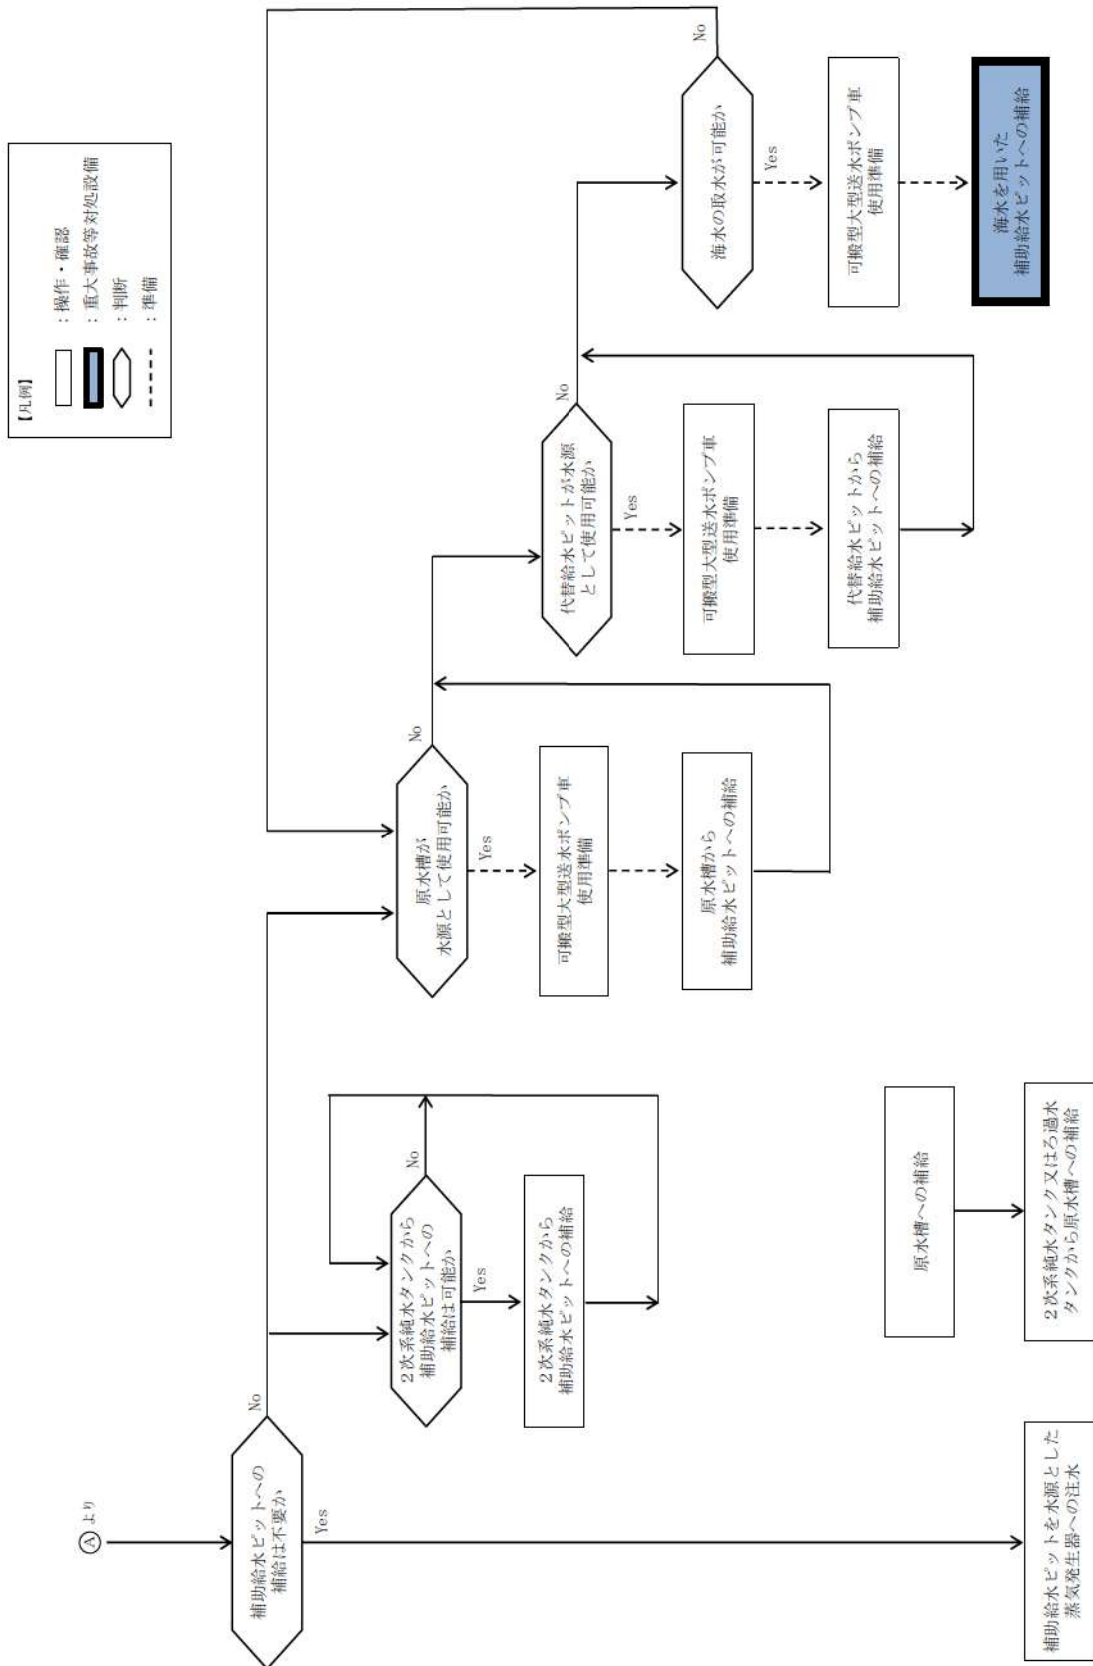 Ⓐより
補助給水ピットへの
補給は不要か
No
Yes
補助給水ピットを水源とした
蒸気発生器への注水
2次系純水タンクから
補助給水ピットへの
補給は可能か
No
Yes
2次系純水タンクから
補助給水ピットへの補給
原水槽への補給
2次系純水タンク又はろ過水
タンクから原水槽への補給
原水槽が
水源として使用可能か
No
Yes
可搬型大型送水ポンプ車
使用準備
原水槽から
補助給水ピットへの補給
代替給水ピットが水源
として使用可能か
No
Yes
可搬型大型送水ポンプ車
使用準備
代替給水ピットから
補助給水ピットへの補給
海水の取水が可能か
No
Yes
可搬型大型送水ポンプ車
使用準備
海水を用いた
補助給水ピットへの補給
【凡例】
：操作・確認
：重大事故等対処設備
：判断
：準備